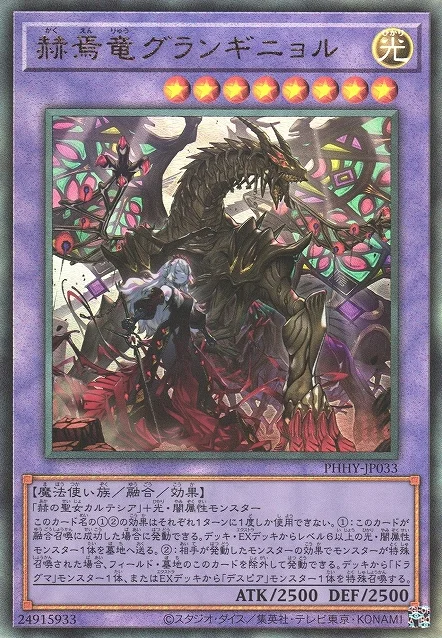 赫焉竜グランギニョル
光
PHHY-JP033
【魔法使い族/融合/効果】
「赫の聖女カルテシア」+光・闇属性モンスター
このカード名の①②の効果はそれぞれ1ターンに1度しか使用できない。①:このカードが
融合召喚に成功した場合に発動できる。デッキ・EXデッキからレベル6以上の光・闇属性
モンスター1体を墓地へ送る。②:相手が発動したモンスターの効果でモンスターが特殊
召喚された場合、フィールド・墓地のこのカードを除外して発動できる。デッキから「ドラ
グマ」モンスター1体、またはEXデッキから「デスピア」モンスター1体を特殊召喚する。
ATK/2500 DEF/2500
24915933 ©スタジオ・ダイス/集英社・テレビ東京・KONAMI